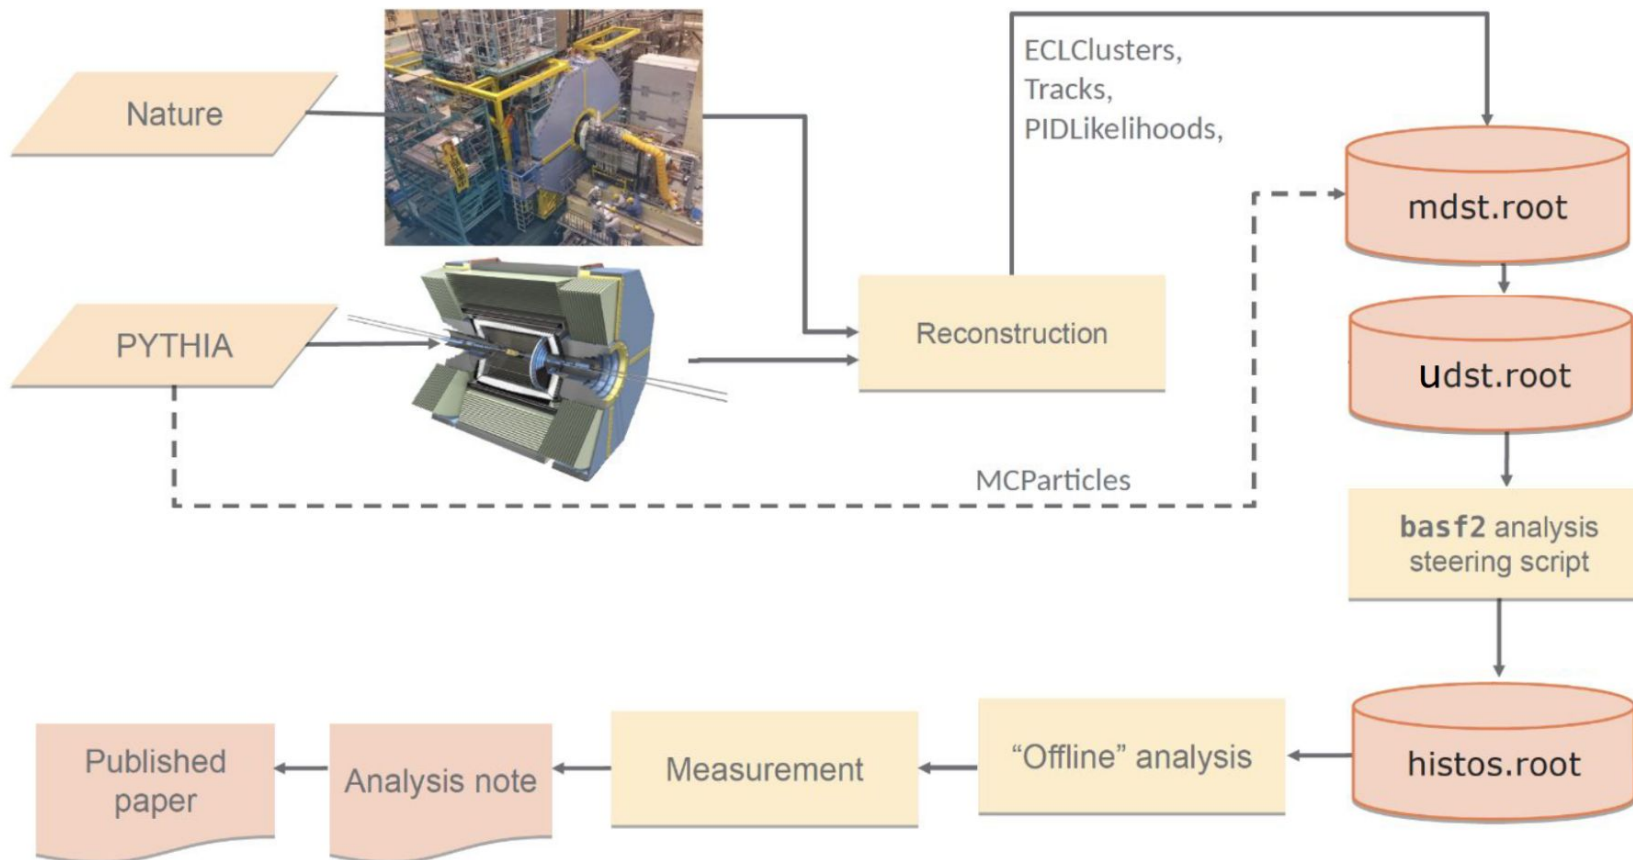 Nature
ECLClusters,
Tracks,
PIDLikelihoods,
mdst.root
PYTHIA
Reconstruction
udst.root
MCParticles
basf2 analysis
steering script
histos.root
“Offline” analysis
Measurement
Analysis note
Published
paper